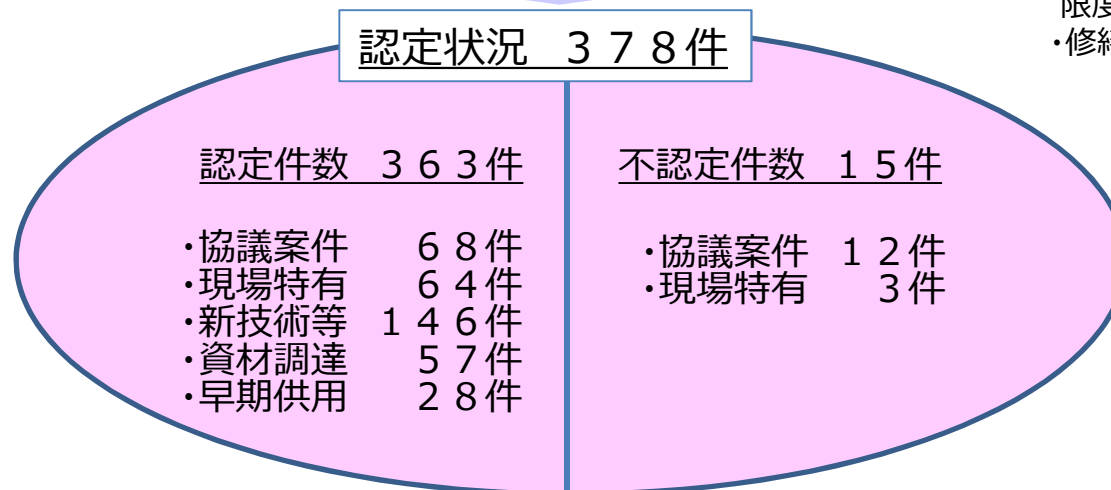 限度
・修
認定状況　３７８件
認定件数　３６３件
・協議案件　　６８件
・現場特有　　６４件
・新技術等　１４６件
・資材調達　　５７件
・早期供用　　２８件
不認定件数　１５件
・協議案件　１２件
・現場特有　　３件